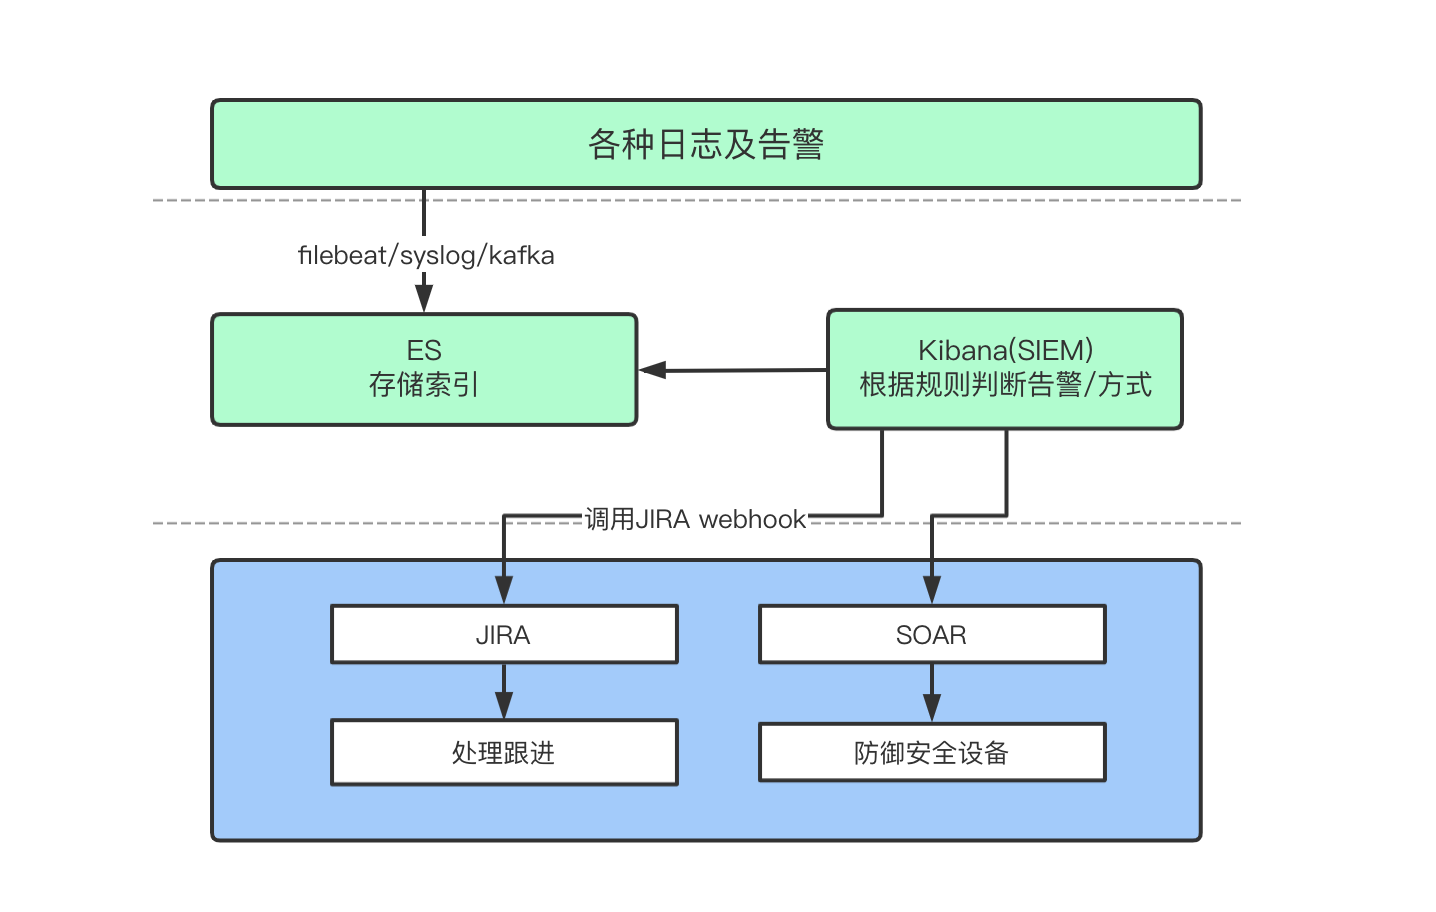 各种日志及告警
filebeat/syslog/kafka
ES
存储索引
Kibana(SIEM)
根据规则判断告警/方式
调用JIRA webhook
JIRA
SOAR
处理跟进
防御安全设备